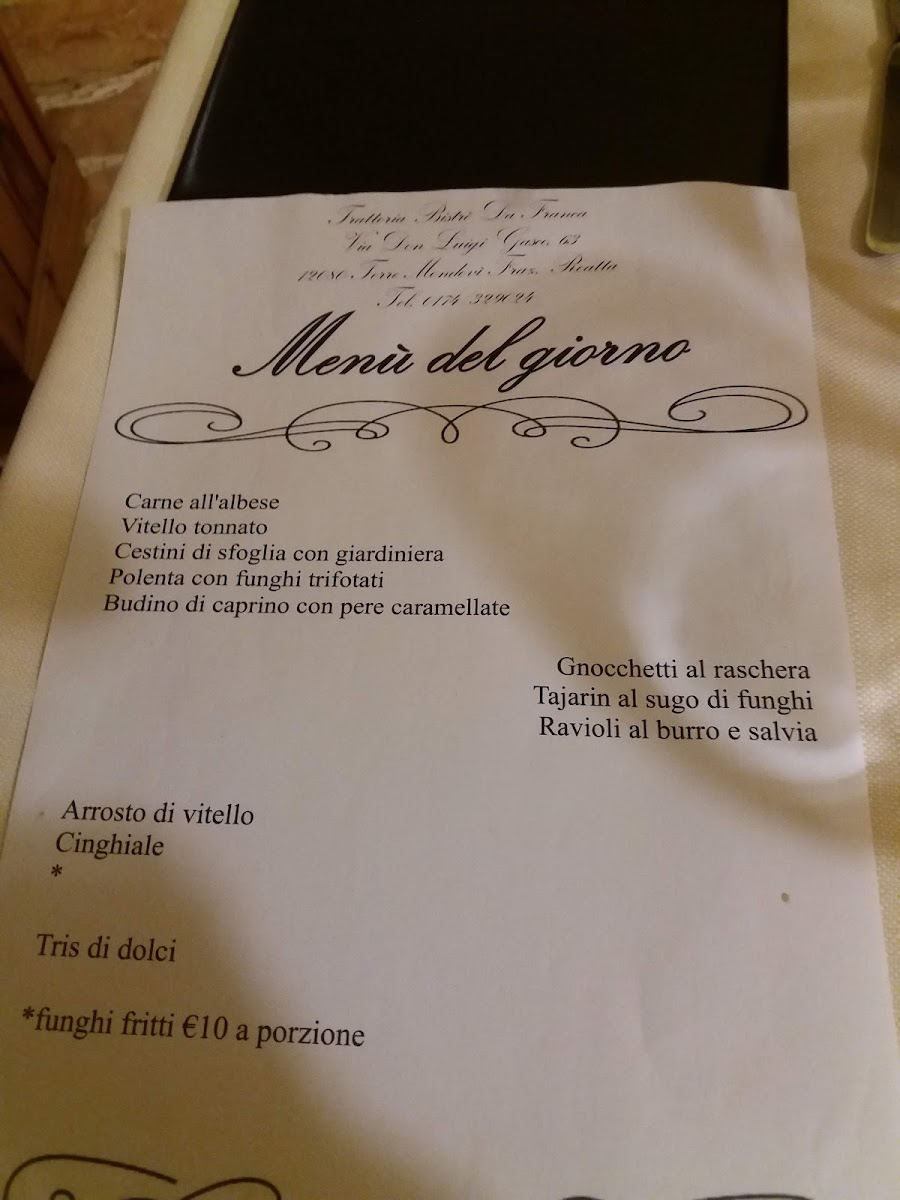 Trattoria Bistrò Da Franca
Via Don Luigi Gasco, 63
12080 Torre Mondovì Fraz. Roatta
Tel. 0174 329024
Menù del giorno
Carne all'albese
Vitello tonnato
Cestini di sfoglia con giardiniera
Polenta con funghi trifotati
Budino di caprino con pere caramellate
Gnocchetti al raschera
Tajarin al sugo di funghi
Ravioli al burro e salvia
Arrosto di vitello
Cinghiale
*
Tris di dolci
*funghi fritti €10 a porzione